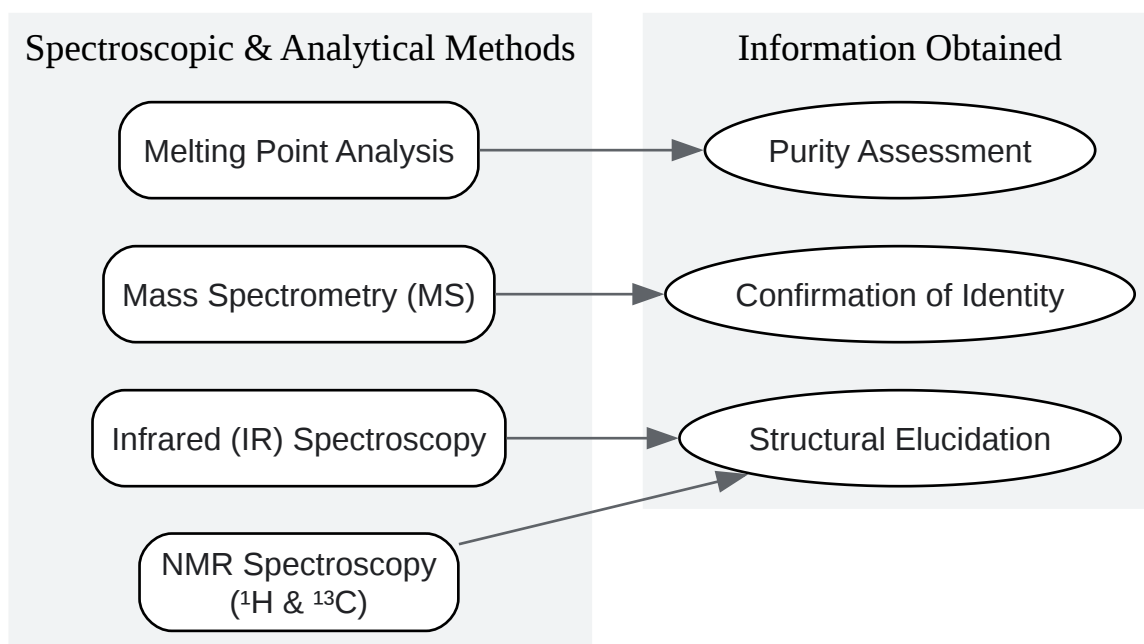 Spectroscopic & Analytical Methods
Information Obtained
Melting Point Analysis
Purity Assessment
Mass Spectrometry (MS)
Confirmation of Identity
Infrared (IR) Spectroscopy
Structural Elucidation
NMR Spectroscopy
(¹H & ¹³C)